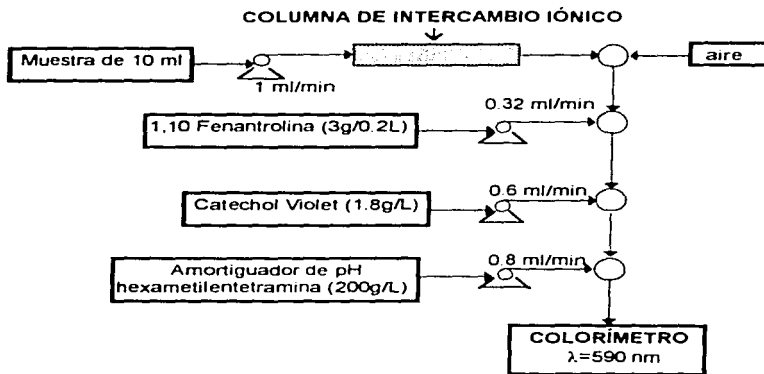 COLUMNA DE INTERCAMBIO IÓNICO
Muestra de 10 ml
1 ml/min
aire
0.32 ml/min
1,10 Fenantrolina (3g/0.2L)
0.6 ml/min
Catechol Violet (1.8g/L)
0.8 ml/min
Amortiguador de pH
hexametilentetramina (200g/L)
COLORÍMETRO
λ=590 nm